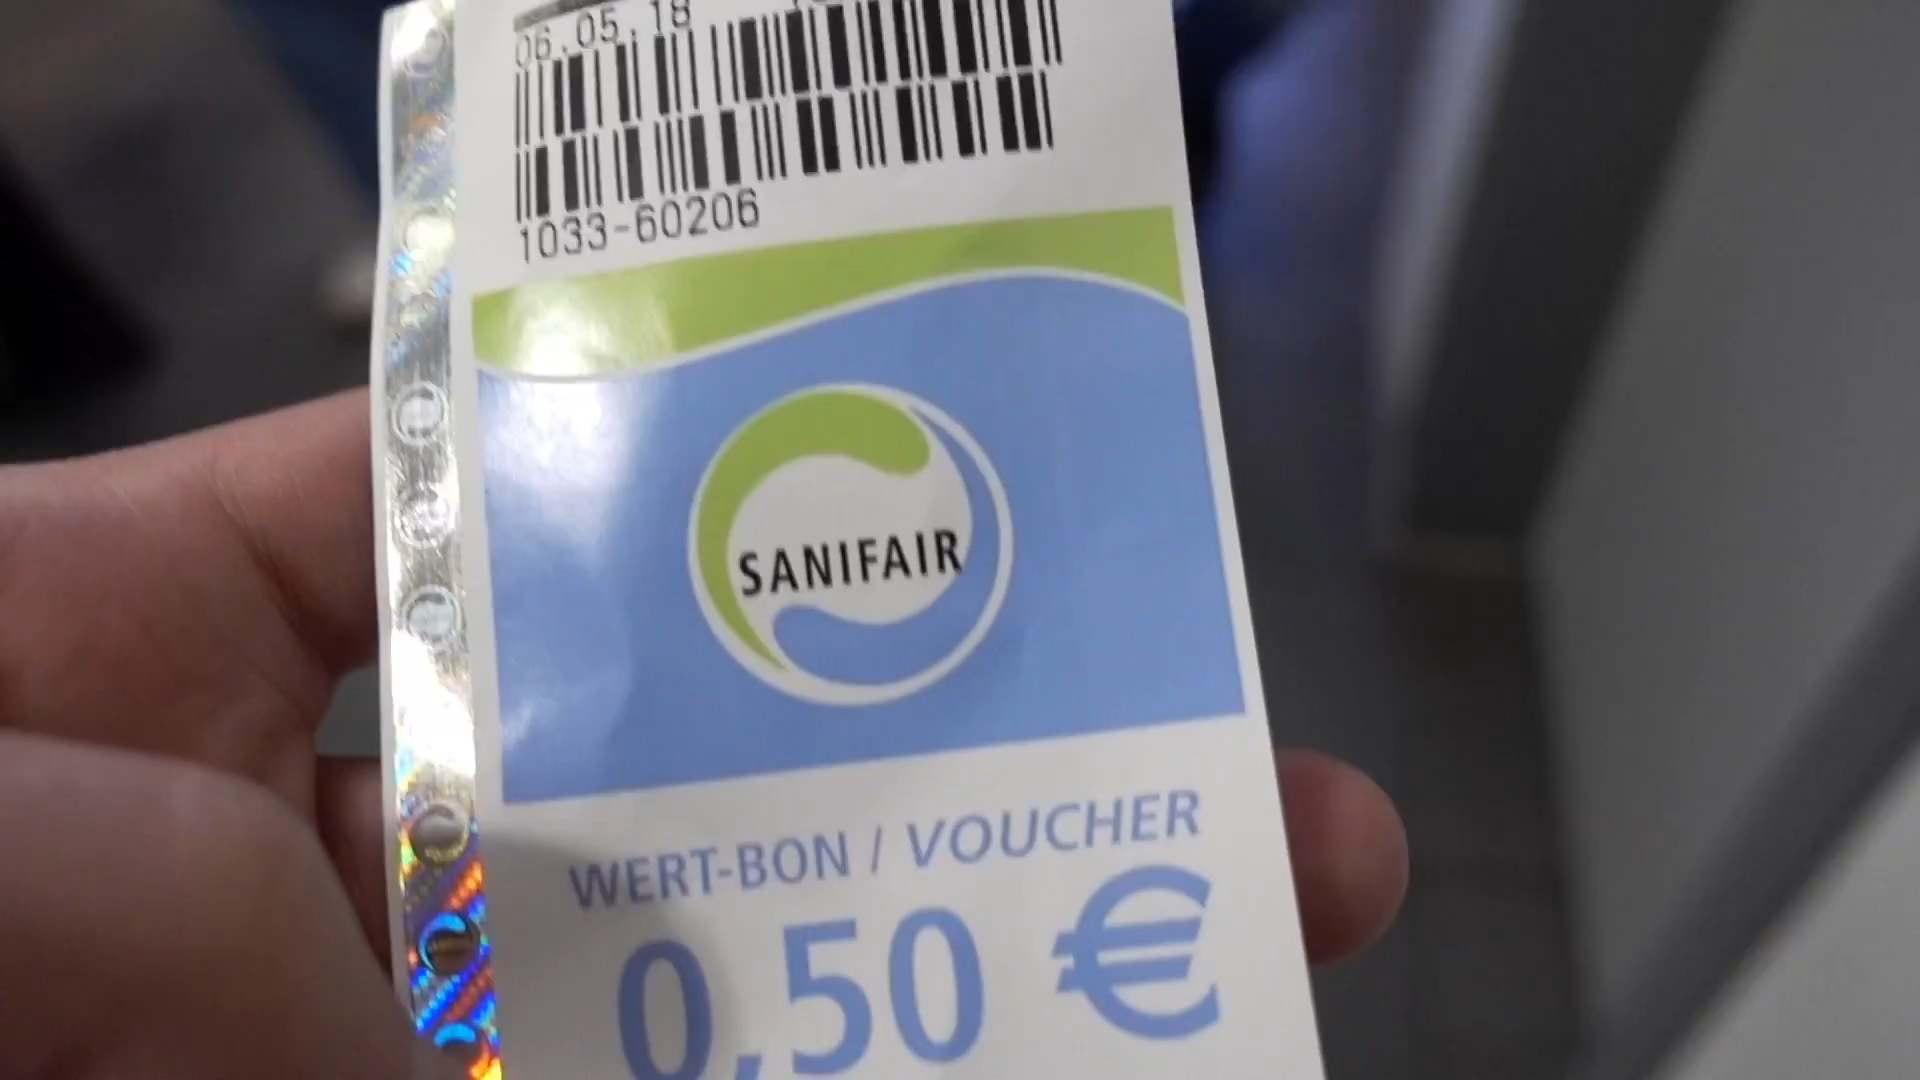 06.05.18
1033-60206
SANIFAIR
WERT-BON / VOUCHER
0,50 €